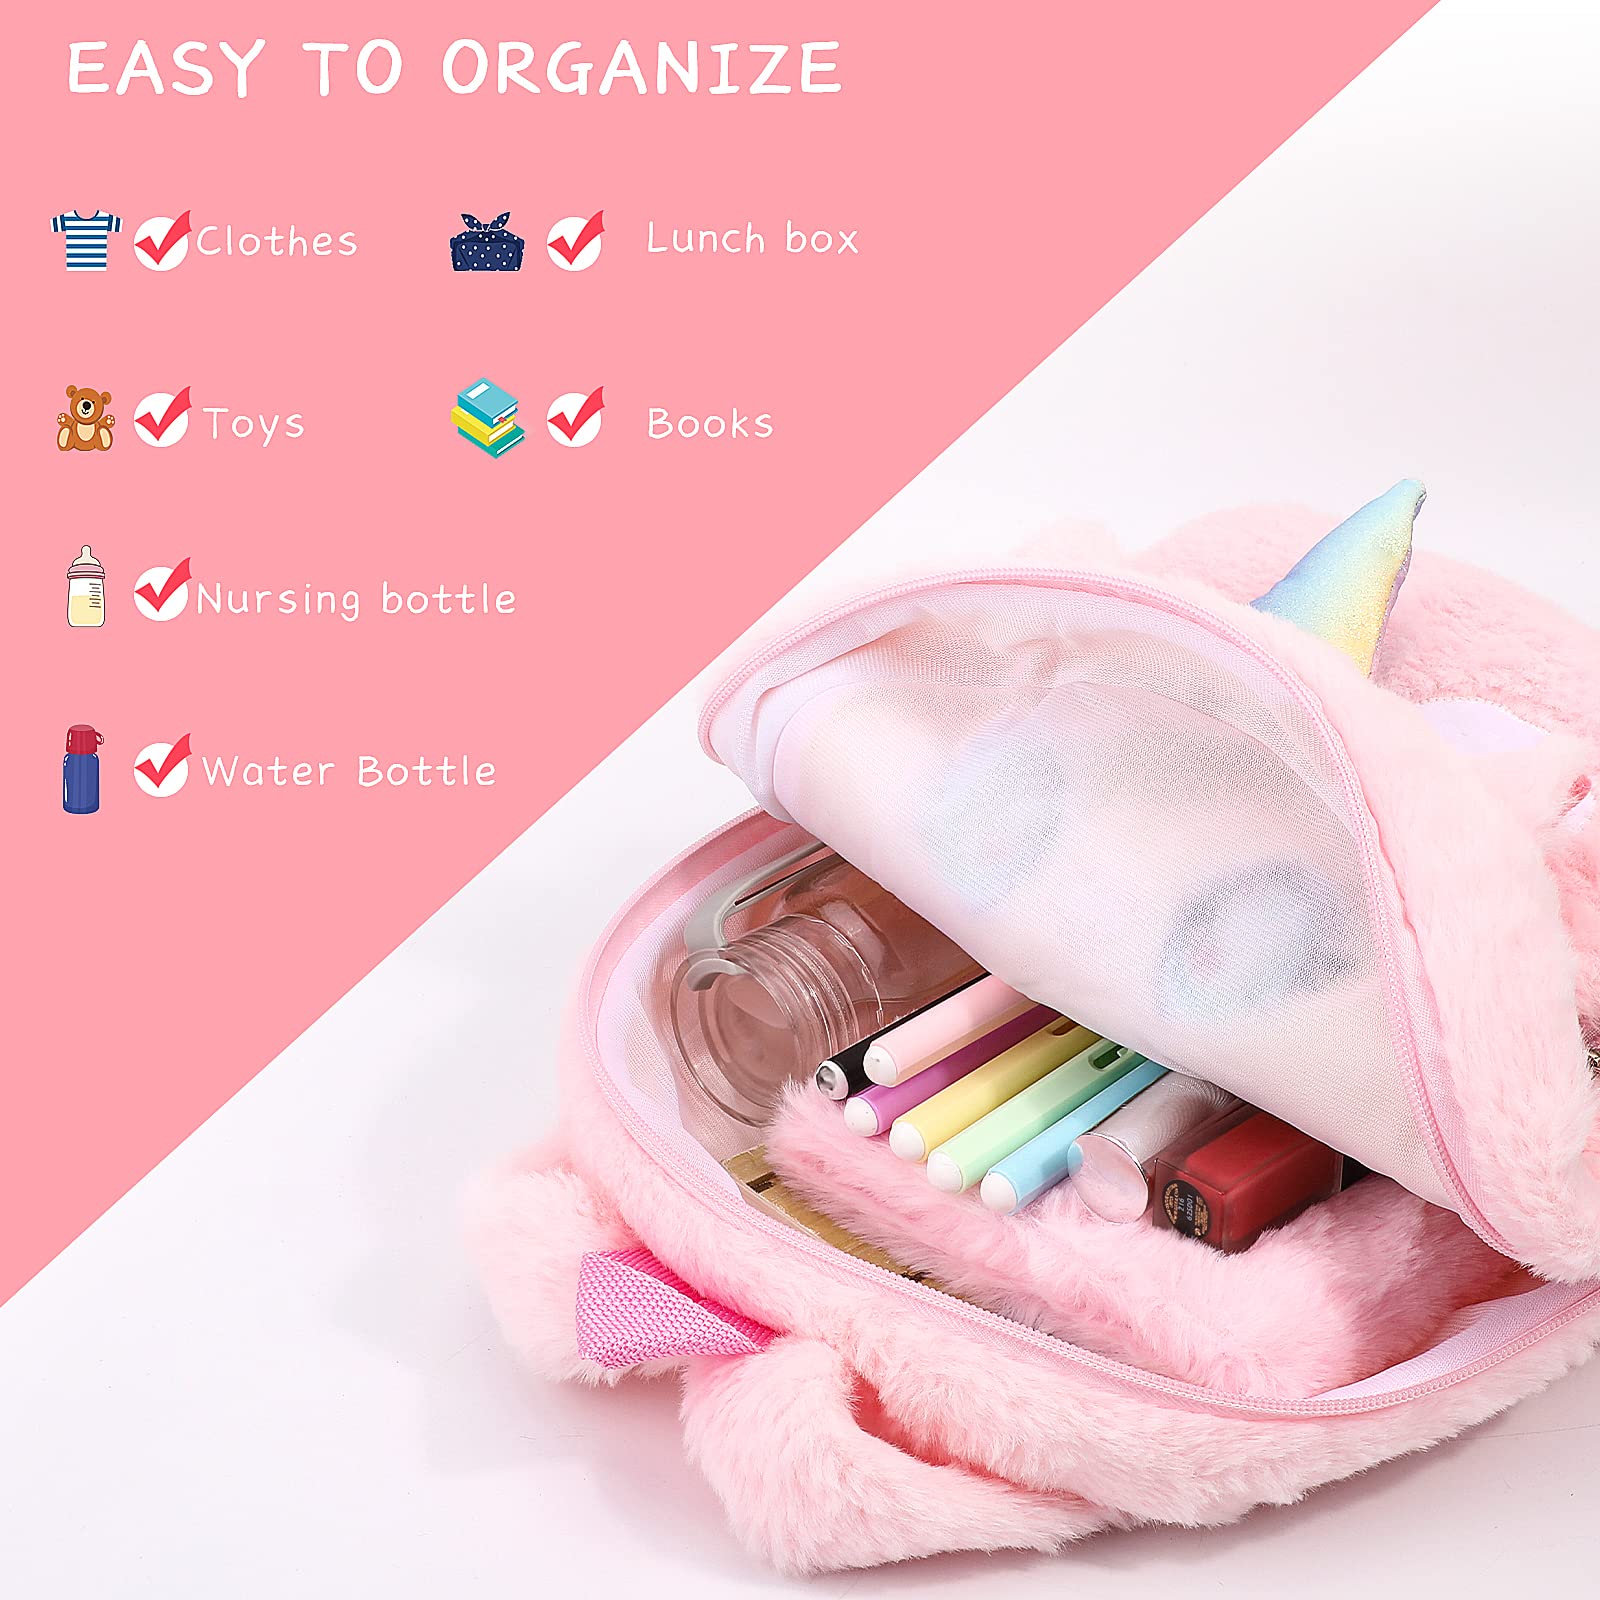 EASY TO ORGANIZE
Clothes
Lunch box
Toys
Books
Nursing bottle
Water Bottle